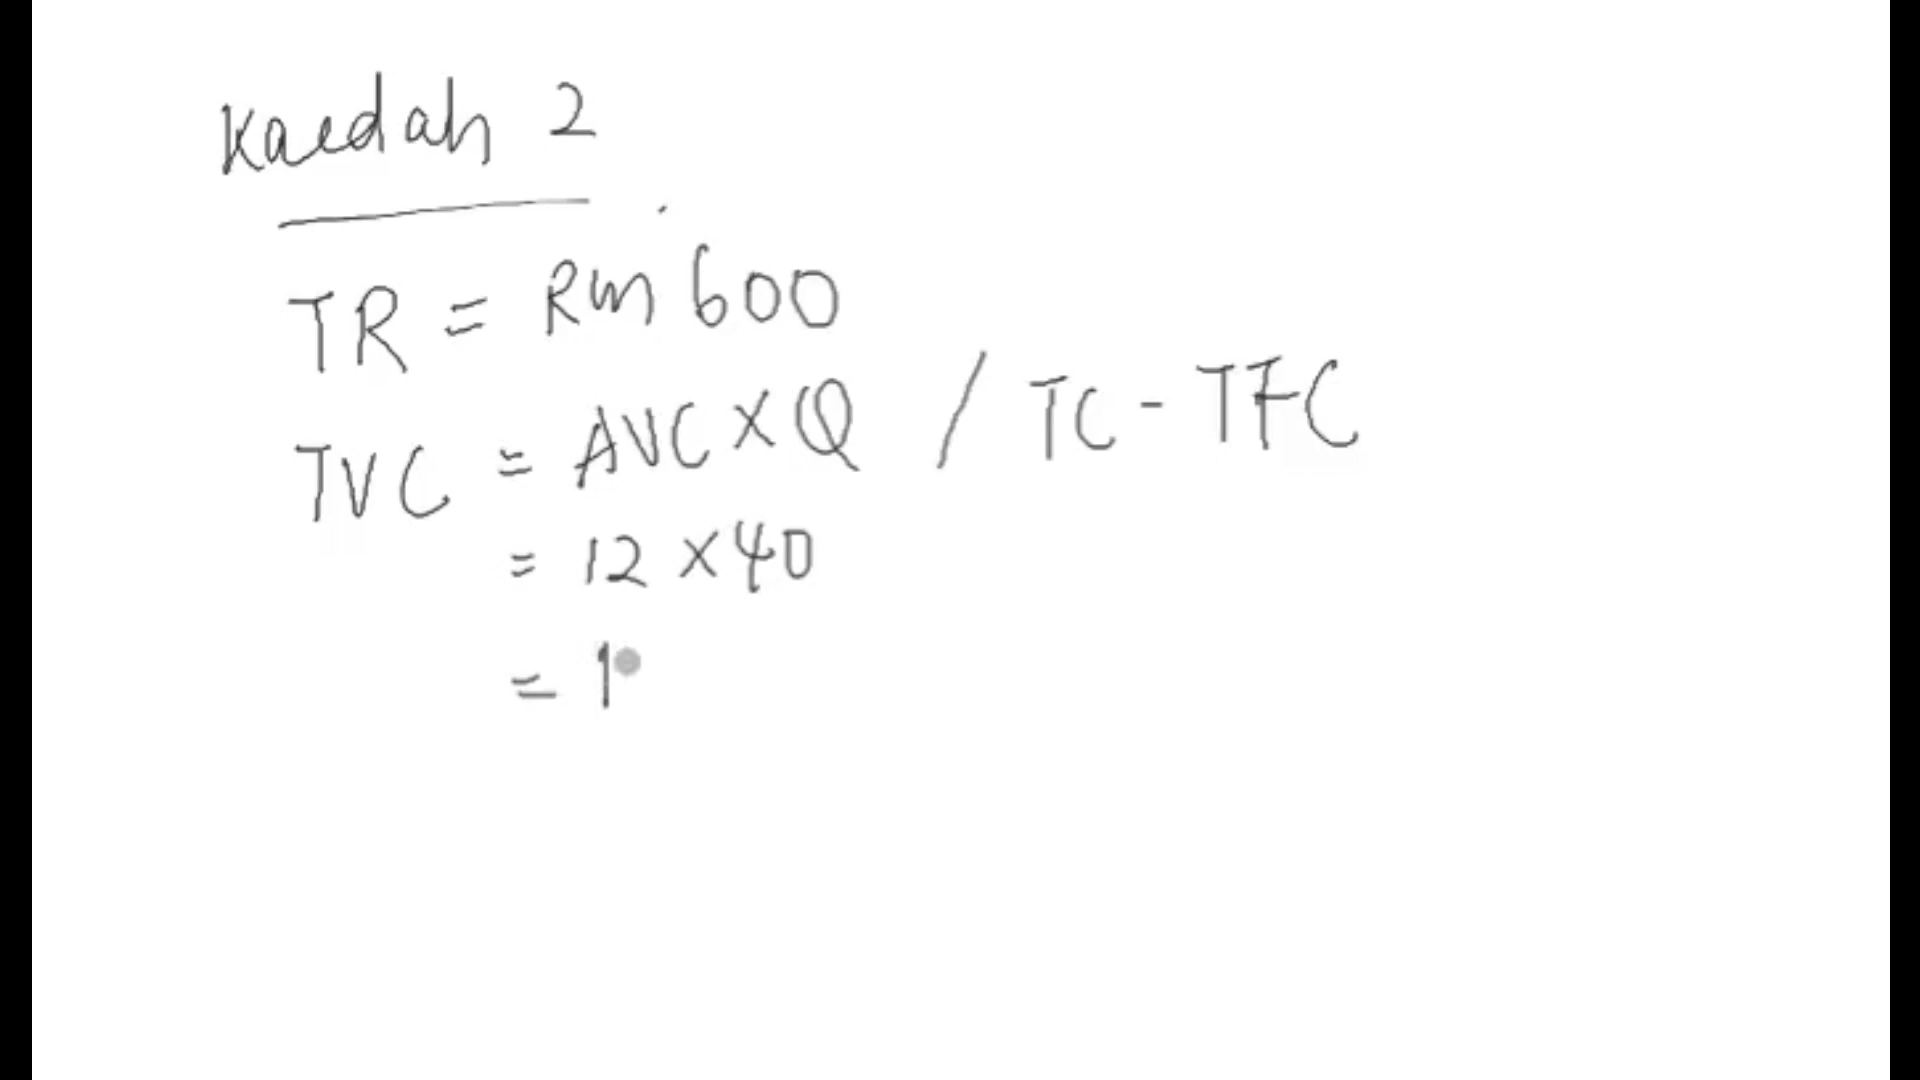 Kaedah 2
TR = RM 600
TVC = AVC × Q / TC - TFC
= 12 × 40
= 1